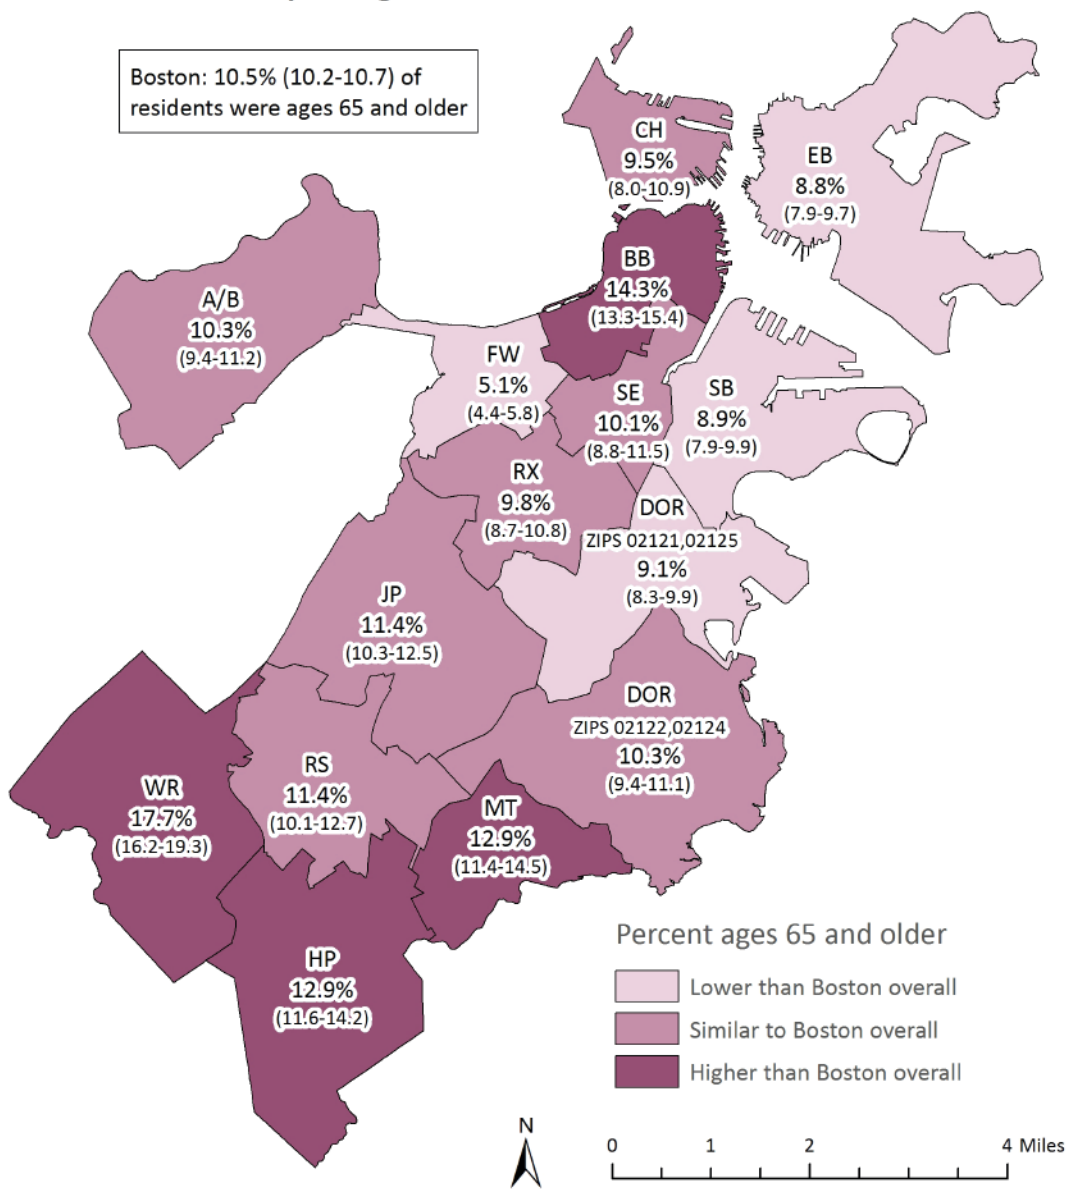 Boston: 10.5% (10.2-10.7) of
residents were ages 65 and older
CH
9.5%
(8.0-10.9)
EB
8.8%
(7.9-9.7)
BB
14.3%
(13.3-15.4)
A/B
10.3%
(9.4-11.2)
FW
5.1%
(4.4-5.8)
SE
10.1%
(8.8-11.5)
SB
8.9%
(7.9-9.9)
RX
9.8%
(8.7-10.8)
DOR
ZIPS 02121,02125
9.1%
(8.3-9.9)
JP
11.4%
(10.3-12.5)
DOR
ZIPS 02122,02124
10.3%
(9.4-11.1)
RS
11.4%
(10.1-12.7)
WR
17.7%
(16.2-19.3)
MT
12.9%
(11.4-14.5)
HP
12.9%
(11.6-14.2)
Percent ages 65 and older
Lower than Boston overall
Similar to Boston overall
Higher than Boston overall
N
0 1 2 4 Miles